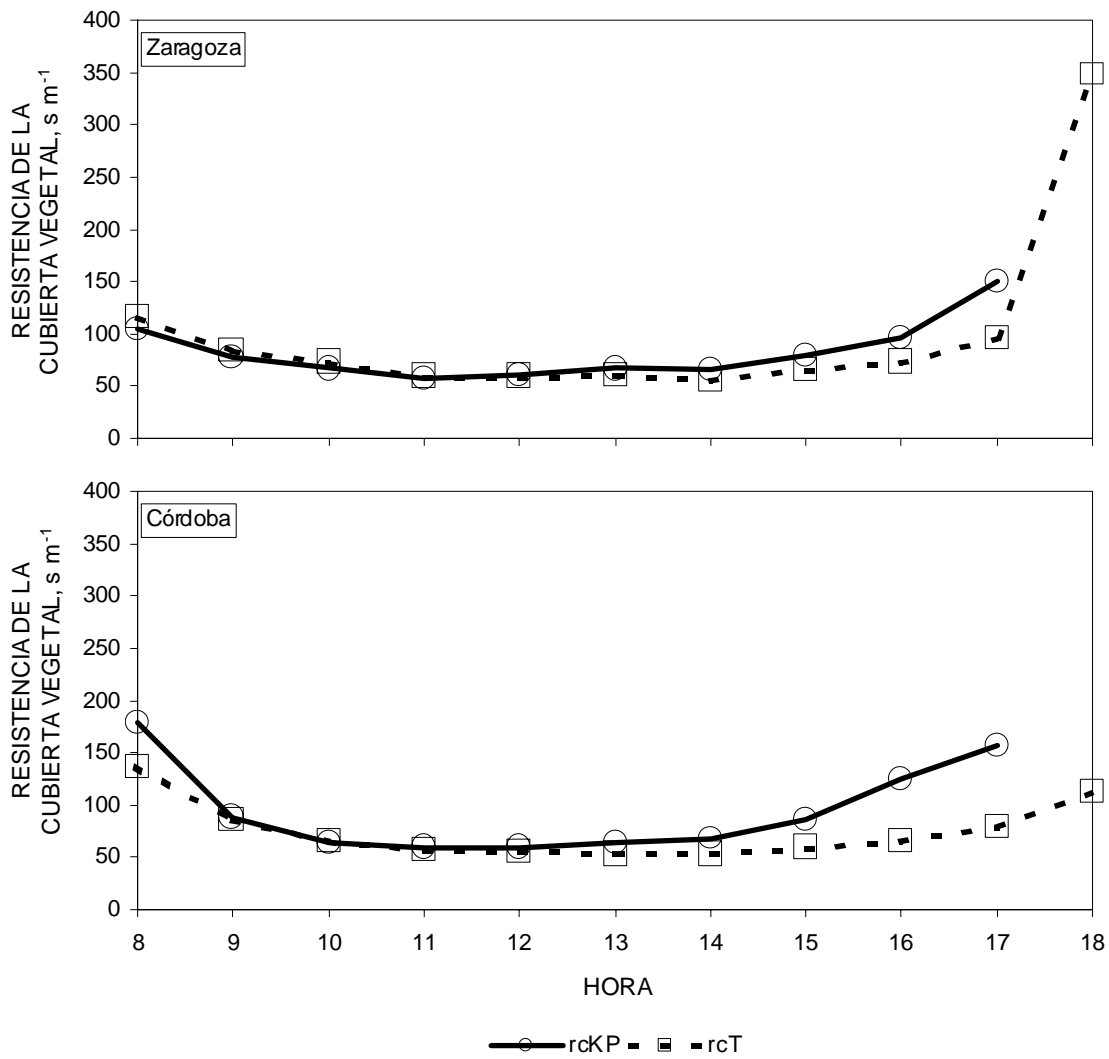 RESISTENCIA DE LA
CUBIERTA VEGETAL, s m⁻¹
400
350
300
250
200
150
100
50
0
Zaragoza
RESISTENCIA DE LA
CUBIERTA VEGETAL, s m⁻¹
400
350
300
250
200
150
100
50
0
Córdoba
8 9 10 11 12 13 14 15 16 17 18
HORA
rcKP rcT